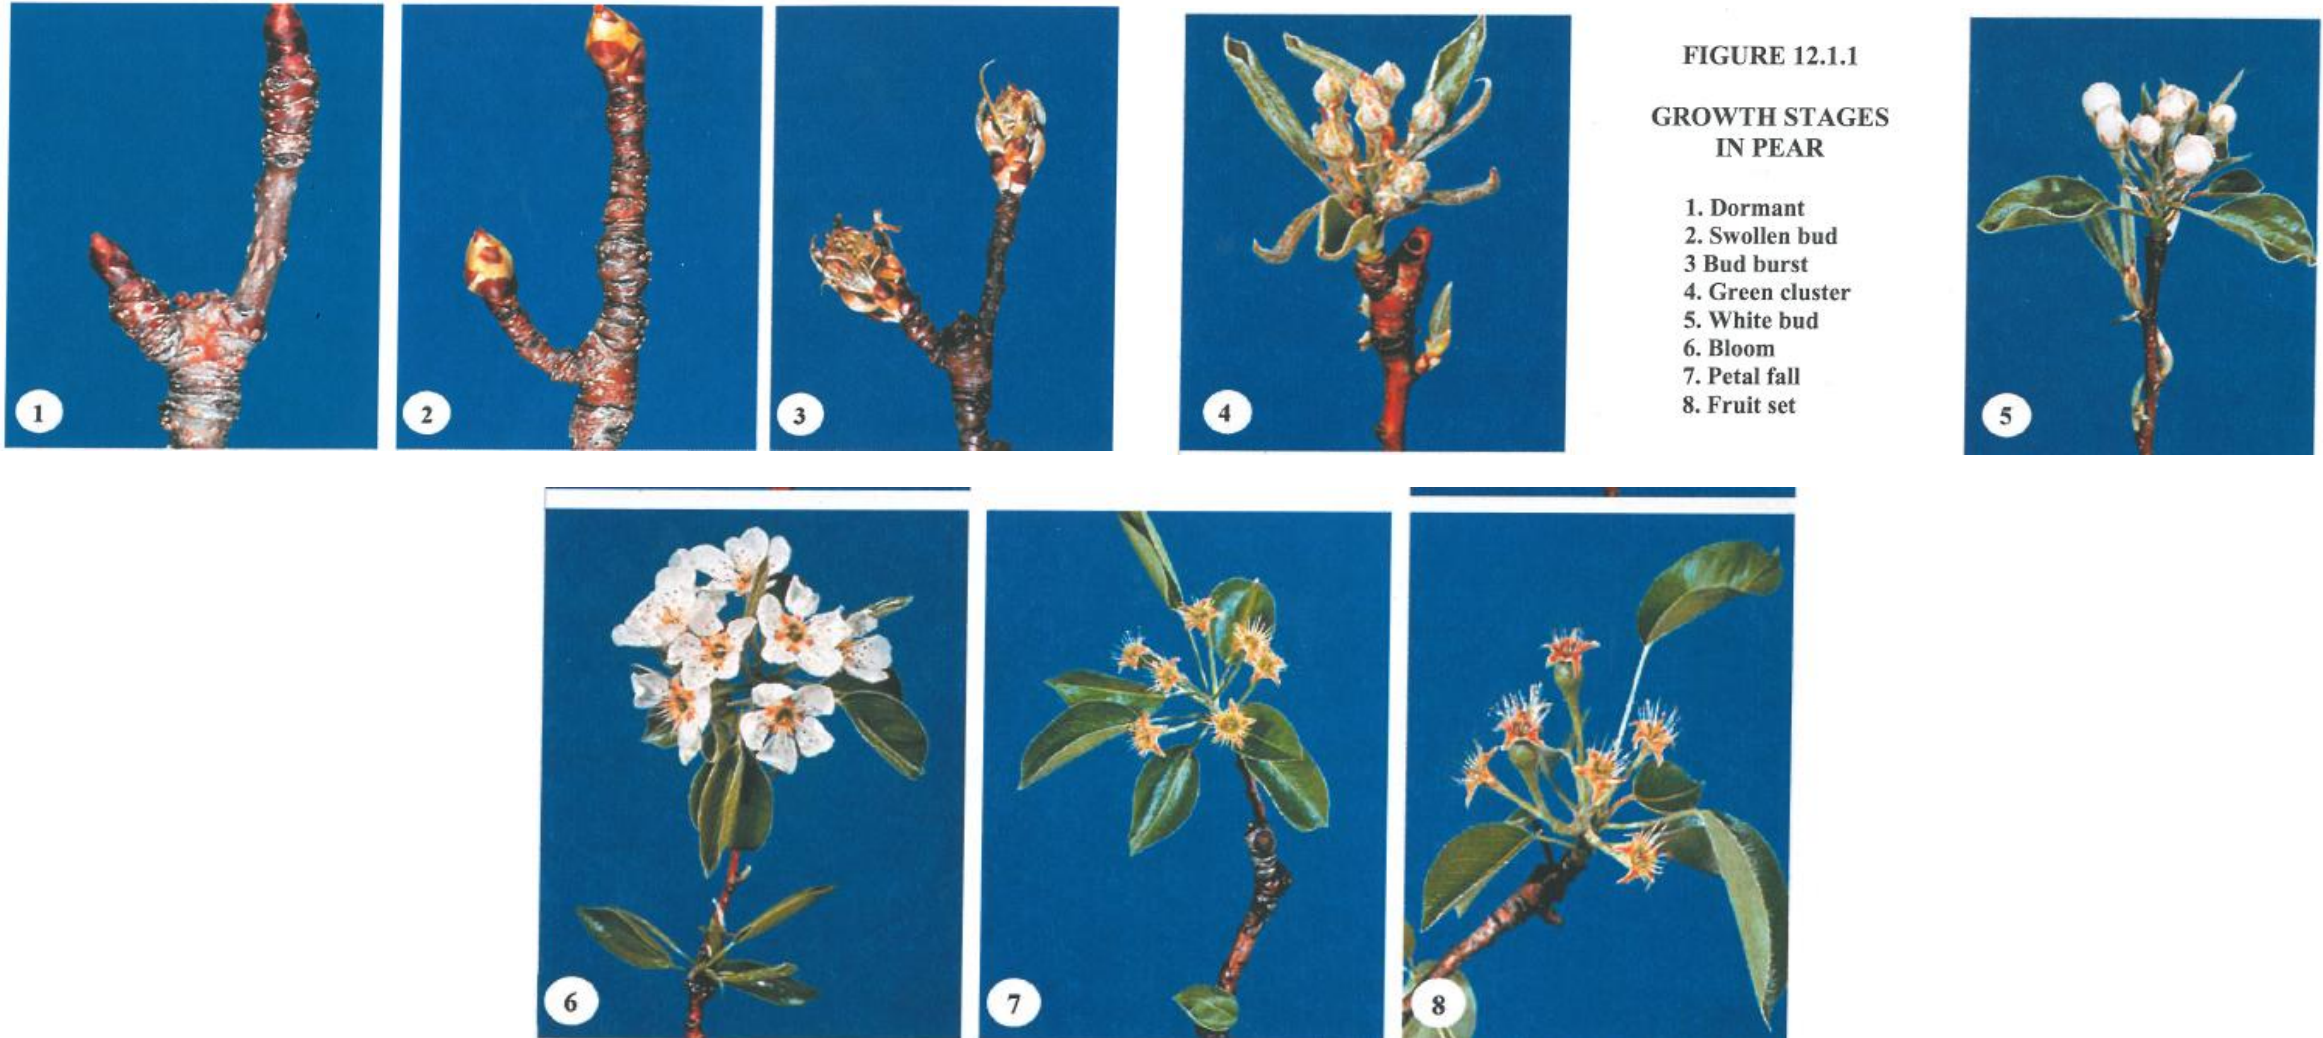 1
2
3
4
FIGURE 12.1.1
GROWTH STAGES
IN PEAR
1. Dormant
2. Swollen bud
3 Bud burst
4. Green cluster
5. White bud
6. Bloom
7. Petal fall
8. Fruit set
5
6
7
8